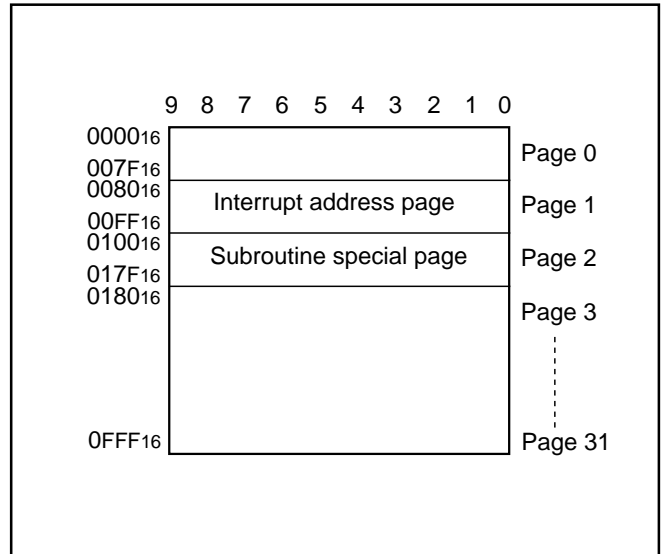 9 8 7 6 5 4 3 2 1 0
0000₁₆
Page 0
007F₁₆
0080₁₆
Interrupt address page
Page 1
00FF₁₆
0100₁₆
Subroutine special page
Page 2
017F₁₆
0180₁₆
Page 3
0FFF₁₆
Page 31